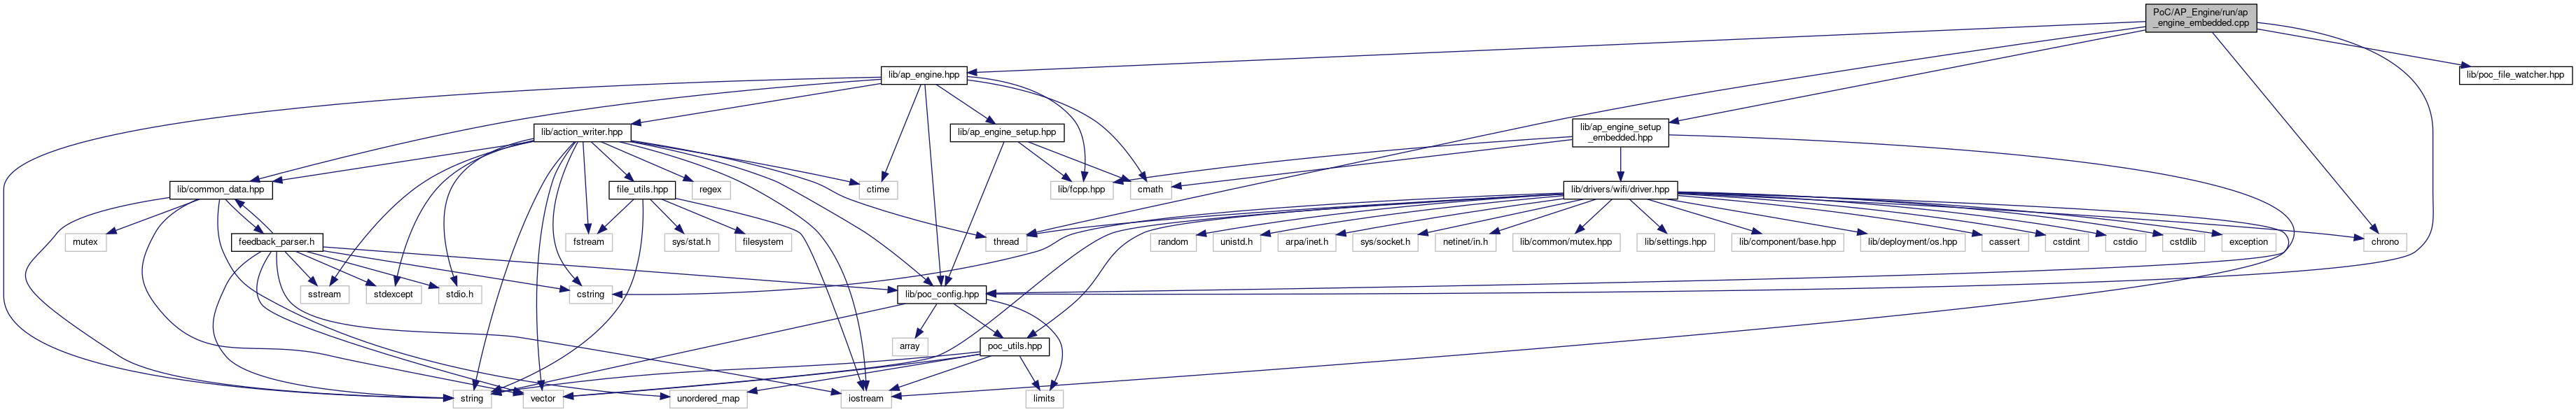 PoC/AP_Engine/run/ap
_engine_embedded.cpp
lib/ap_engine.hpp
lib/poc_file_watcher.hpp
lib/action_writer.hpp
lib/ap_engine_setup.hpp
lib/ap_engine_setup
_embedded.hpp
lib/common_data.hpp
file_utils.hpp
regex
ctime
lib/fcpp.hpp
cmath
lib/drivers/wifi/driver.hpp
mutex
feedback_parser.h
fstream
sys/stat.h
filesystem
thread
random
unistd.h
arpa/inet.h
sys/socket.h
netinet/in.h
lib/common/mutex.hpp
lib/settings.hpp
lib/component/base.hpp
lib/deployment/os.hpp
cassert
cstdint
cstdio
cstdlib
exception
chrono
sstream
stdexcept
stdio.h
cstring
lib/poc_config.hpp
array
poc_utils.hpp
string
vector
unordered_map
iostream
limits